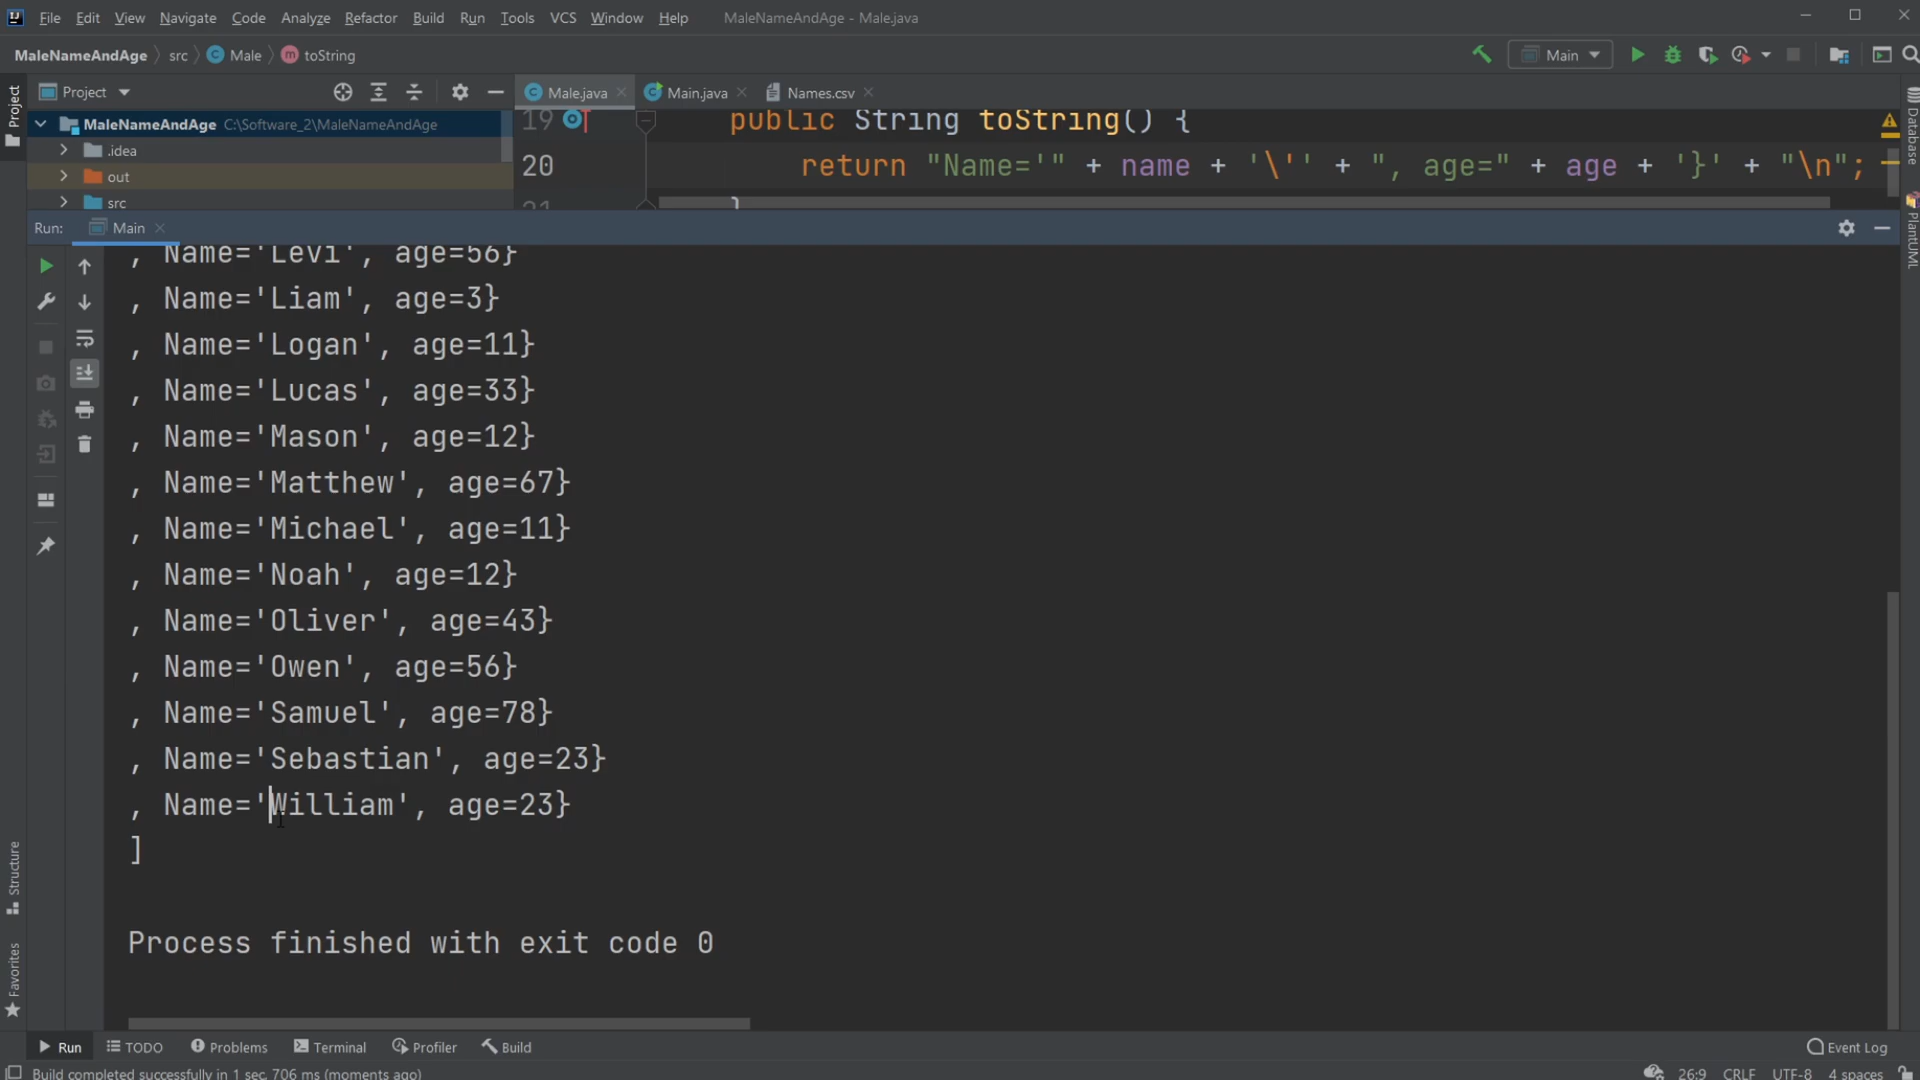 File Edit View Navigate Code Analyze Refactor Build Run Tools VCS Window Help MaleNameAndAge - Male.java
MaleNameAndAge src Male toString Main
Project
Project Male.java Main.java Names.csv
MaleNameAndAge C:\Software_2\MaleNameAndAge
.idea
out
src
19 public String toString() {
20 return "Name='" + name + '\'' + ", age=" + age + '}' + "\n";
21 }
Database
PlantUML
Run: Main
, Name='Levi', age=56}
, Name='Liam', age=3}
, Name='Logan', age=11}
, Name='Lucas', age=33}
, Name='Mason', age=12}
, Name='Matthew', age=67}
, Name='Michael', age=11}
, Name='Noah', age=12}
, Name='Oliver', age=43}
, Name='Owen', age=56}
, Name='Samuel', age=78}
, Name='Sebastian', age=23}
, Name='William', age=23}
]
Process finished with exit code 0
Structure
Favorites
Run TODO Problems Terminal Profiler Build Event Log
Build completed successfully in 1 sec, 706 ms (moments ago) 26:9 CRLF UTF-8 4 spaces